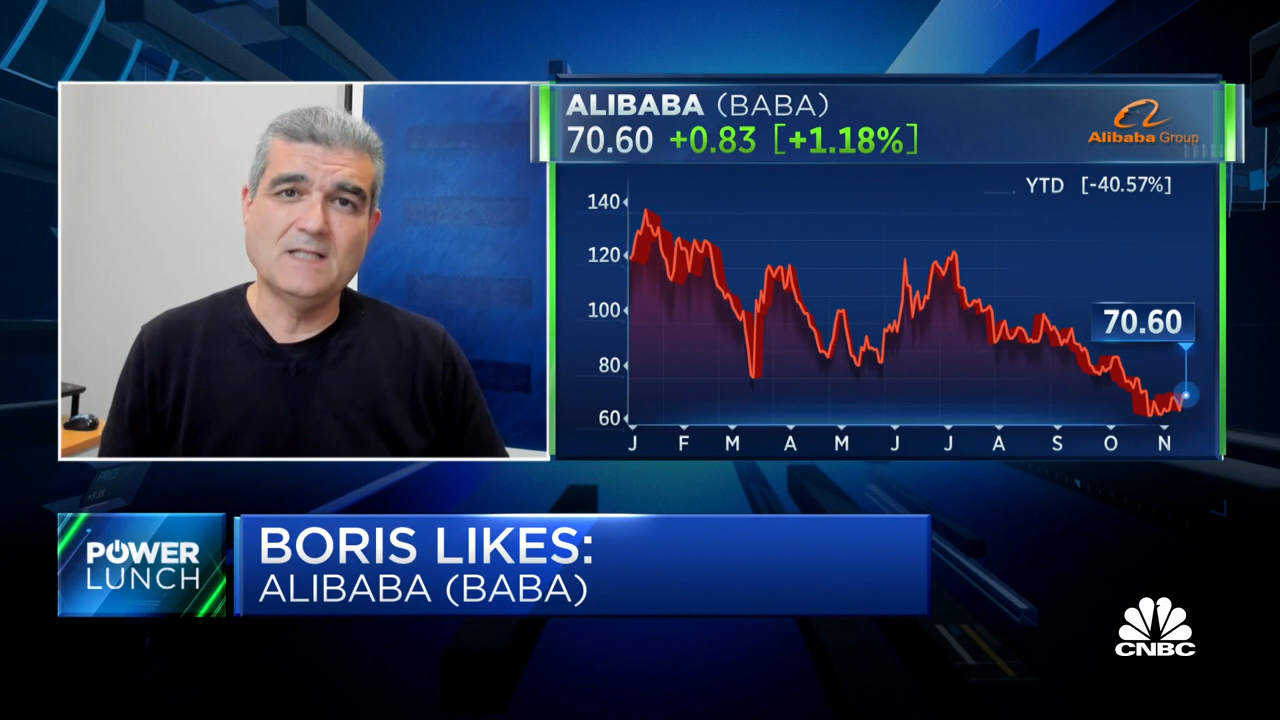 ALIBABA (BABA)
70.60 +0.83 [+1.18%]
Alibaba Group
YTD [-40.57%]
140
120
100
80
60
70.60
J F M A M J J A S O N
POWER
LUNCH
BORIS LIKES:
ALIBABA (BABA)
CNBC